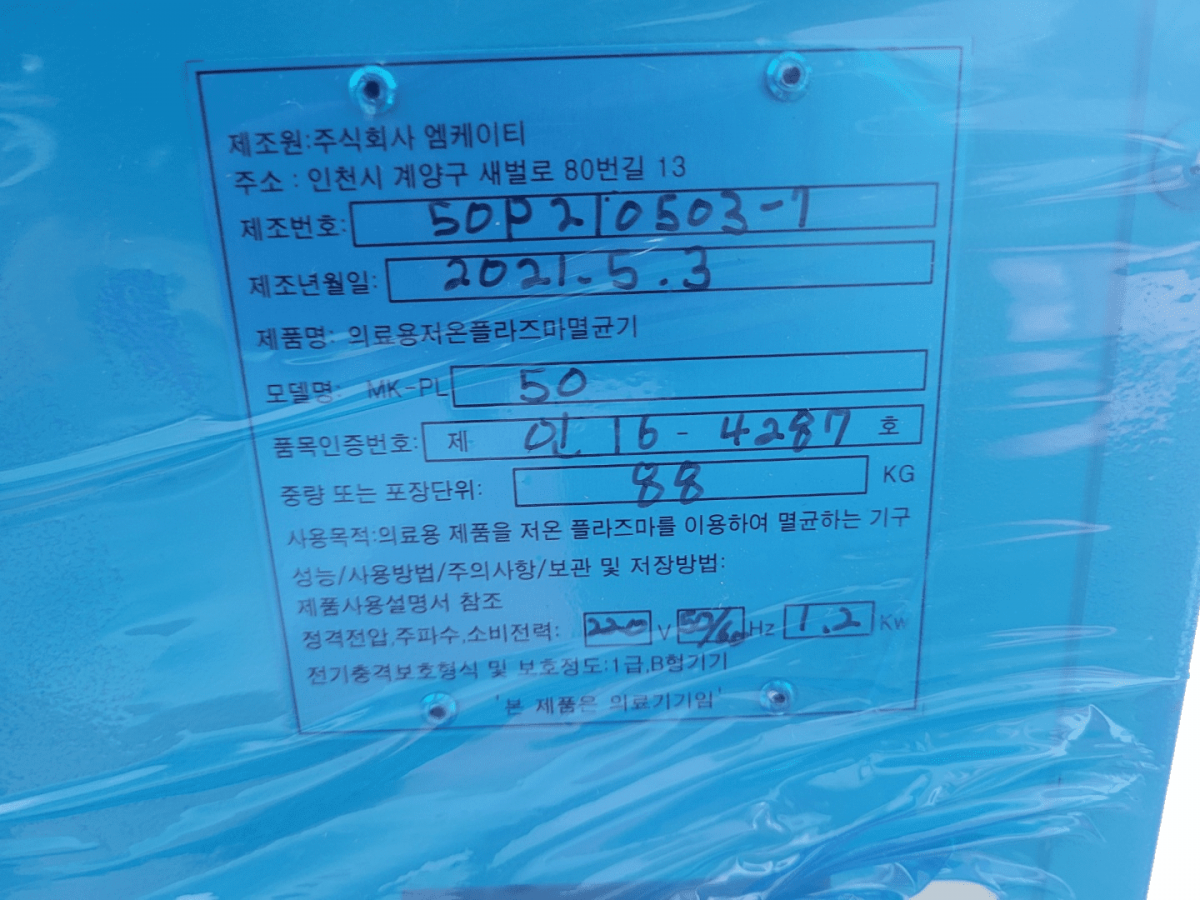 제조원:주식회사 엠케이티
주소 : 인천시 계양구 새벌로 80번길 13
제조번호: 50P210503-1
제조년월일: 2021.5.3
제품명: 의료용저온플라즈마멸균기
모델명: MK-PL 50
품목인증번호: 제 인 16-4287 호
중량 또는 포장단위: 88 KG
사용목적:의료용 제품을 저온 플라즈마를 이용하여 멸균하는 기구
성능/사용방법/주의사항/보관 및 저장방법:
제품사용설명서 참조
정격전압,주파수,소비전력: 220 V 50/60 Hz 1.2 Kw
전기충격보호형식 및 보호정도:1급,B형기기
'본 제품은 의료기기임'